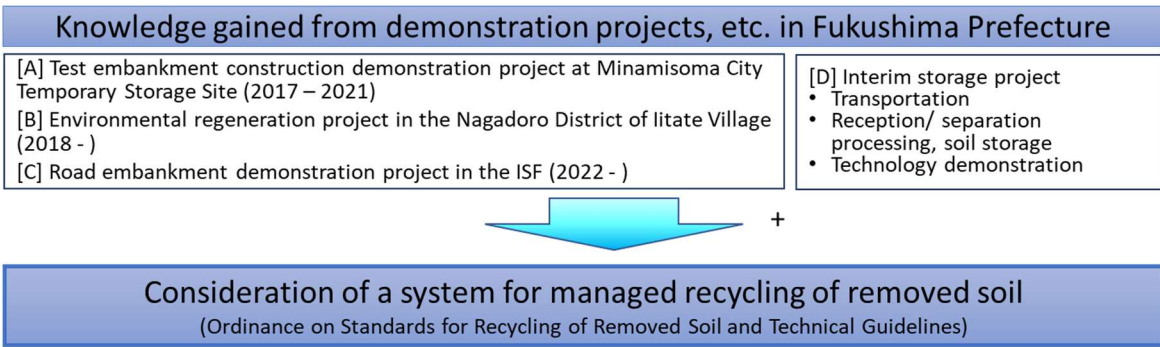 Knowledge gained from demonstration projects, etc. in Fukushima Prefecture
[A] Test embankment construction demonstration project at Minamisoma City
Temporary Storage Site (2017 – 2021)
[B] Environmental regeneration project in the Nagadoro District of Iitate Village
(2018 - )
[C] Road embankment demonstration project in the ISF (2022 - )
[D] Interim storage project
• Transportation
• Reception/ separation
processing, soil storage
• Technology demonstration
+
Consideration of a system for managed recycling of removed soil
(Ordinance on Standards for Recycling of Removed Soil and Technical Guidelines)